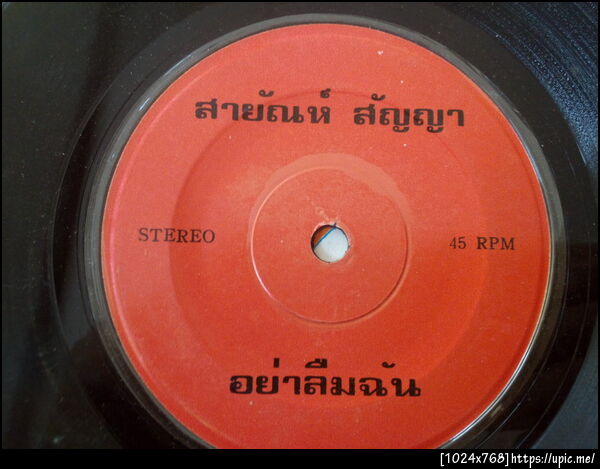 สายัณห์ สัญญา
STEREO
45 RPM
อย่าลืมฉัน
[1024x768]https://upic.me/